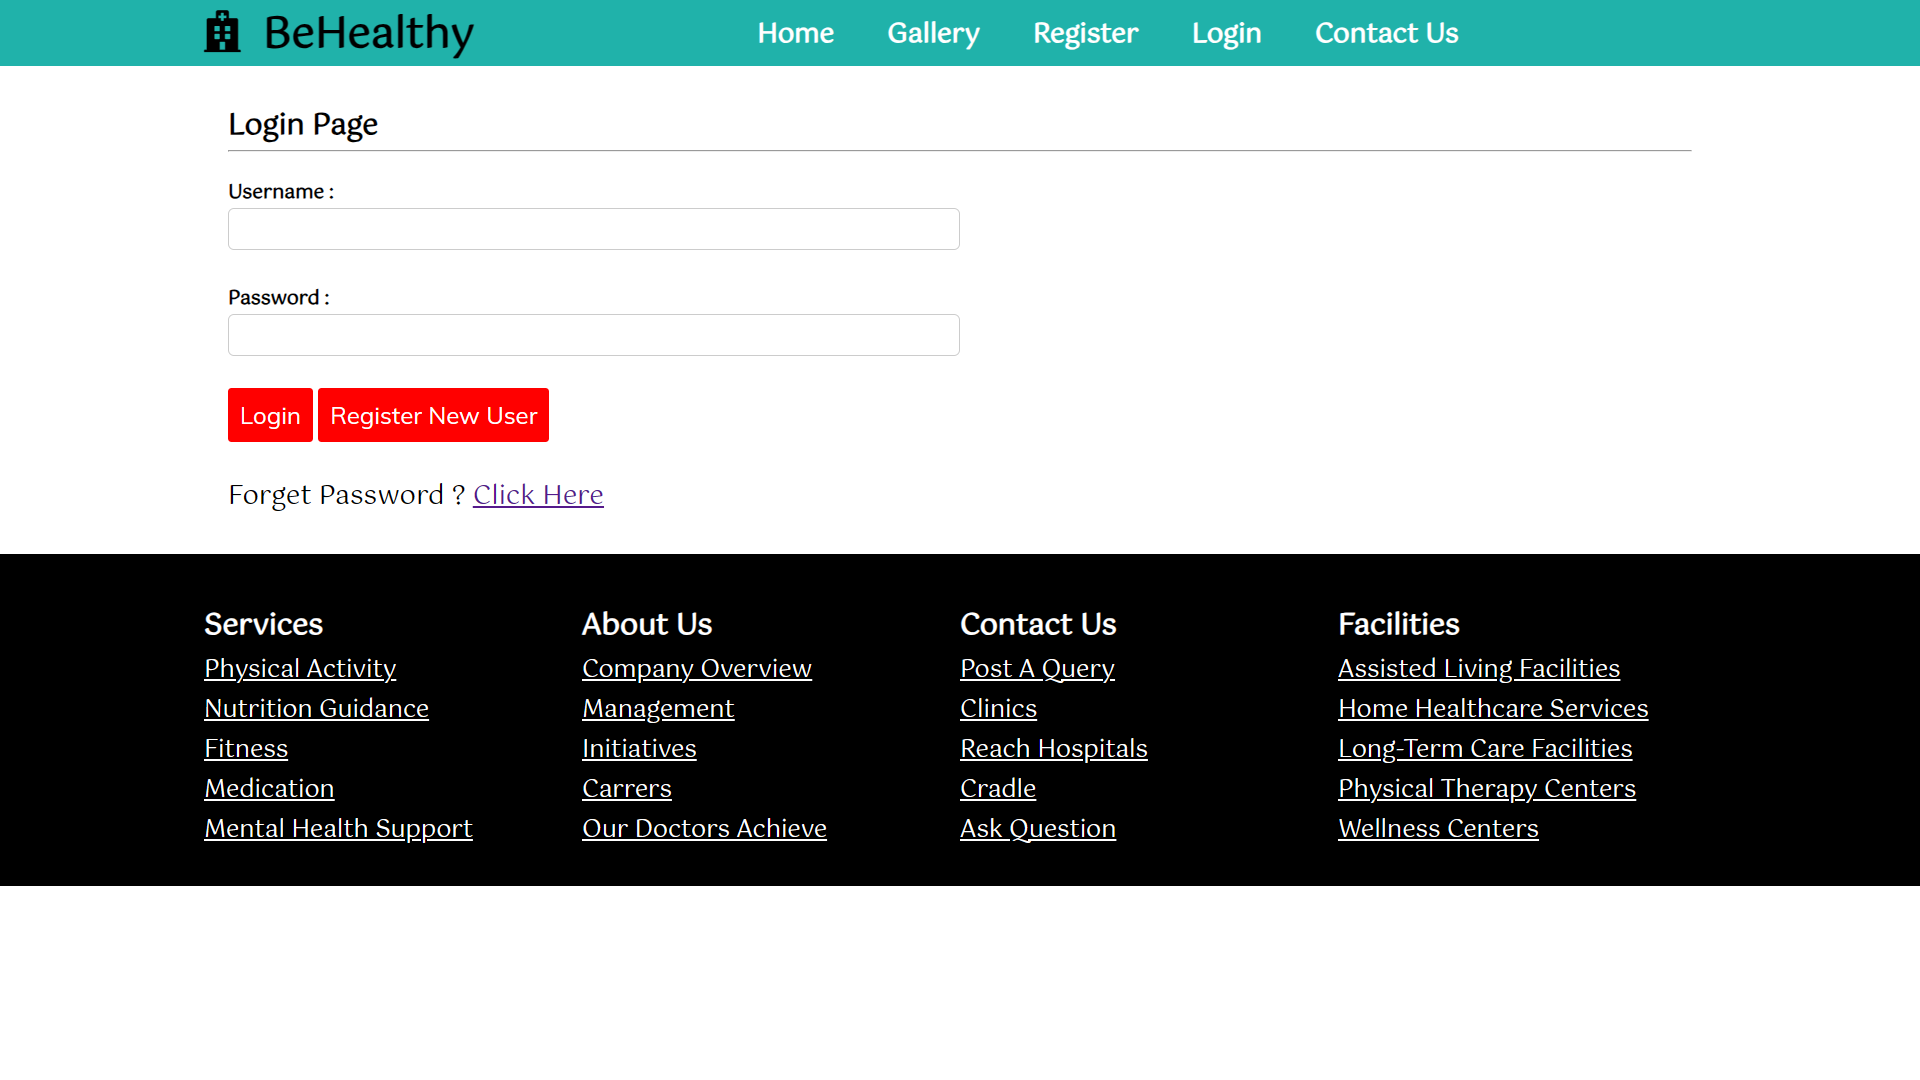 BeHealthy
Home Gallery Register Login Contact Us
Login Page
Username :
Password :
Login Register New User
Forget Password ? Click Here
Services
Physical Activity
Nutrition Guidance
Fitness
Medication
Mental Health Support
About Us
Company Overview
Management
Initiatives
Carrers
Our Doctors Achieve
Contact Us
Post A Query
Clinics
Reach Hospitals
Cradle
Ask Question
Facilities
Assisted Living Facilities
Home Healthcare Services
Long-Term Care Facilities
Physical Therapy Centers
Wellness Centers